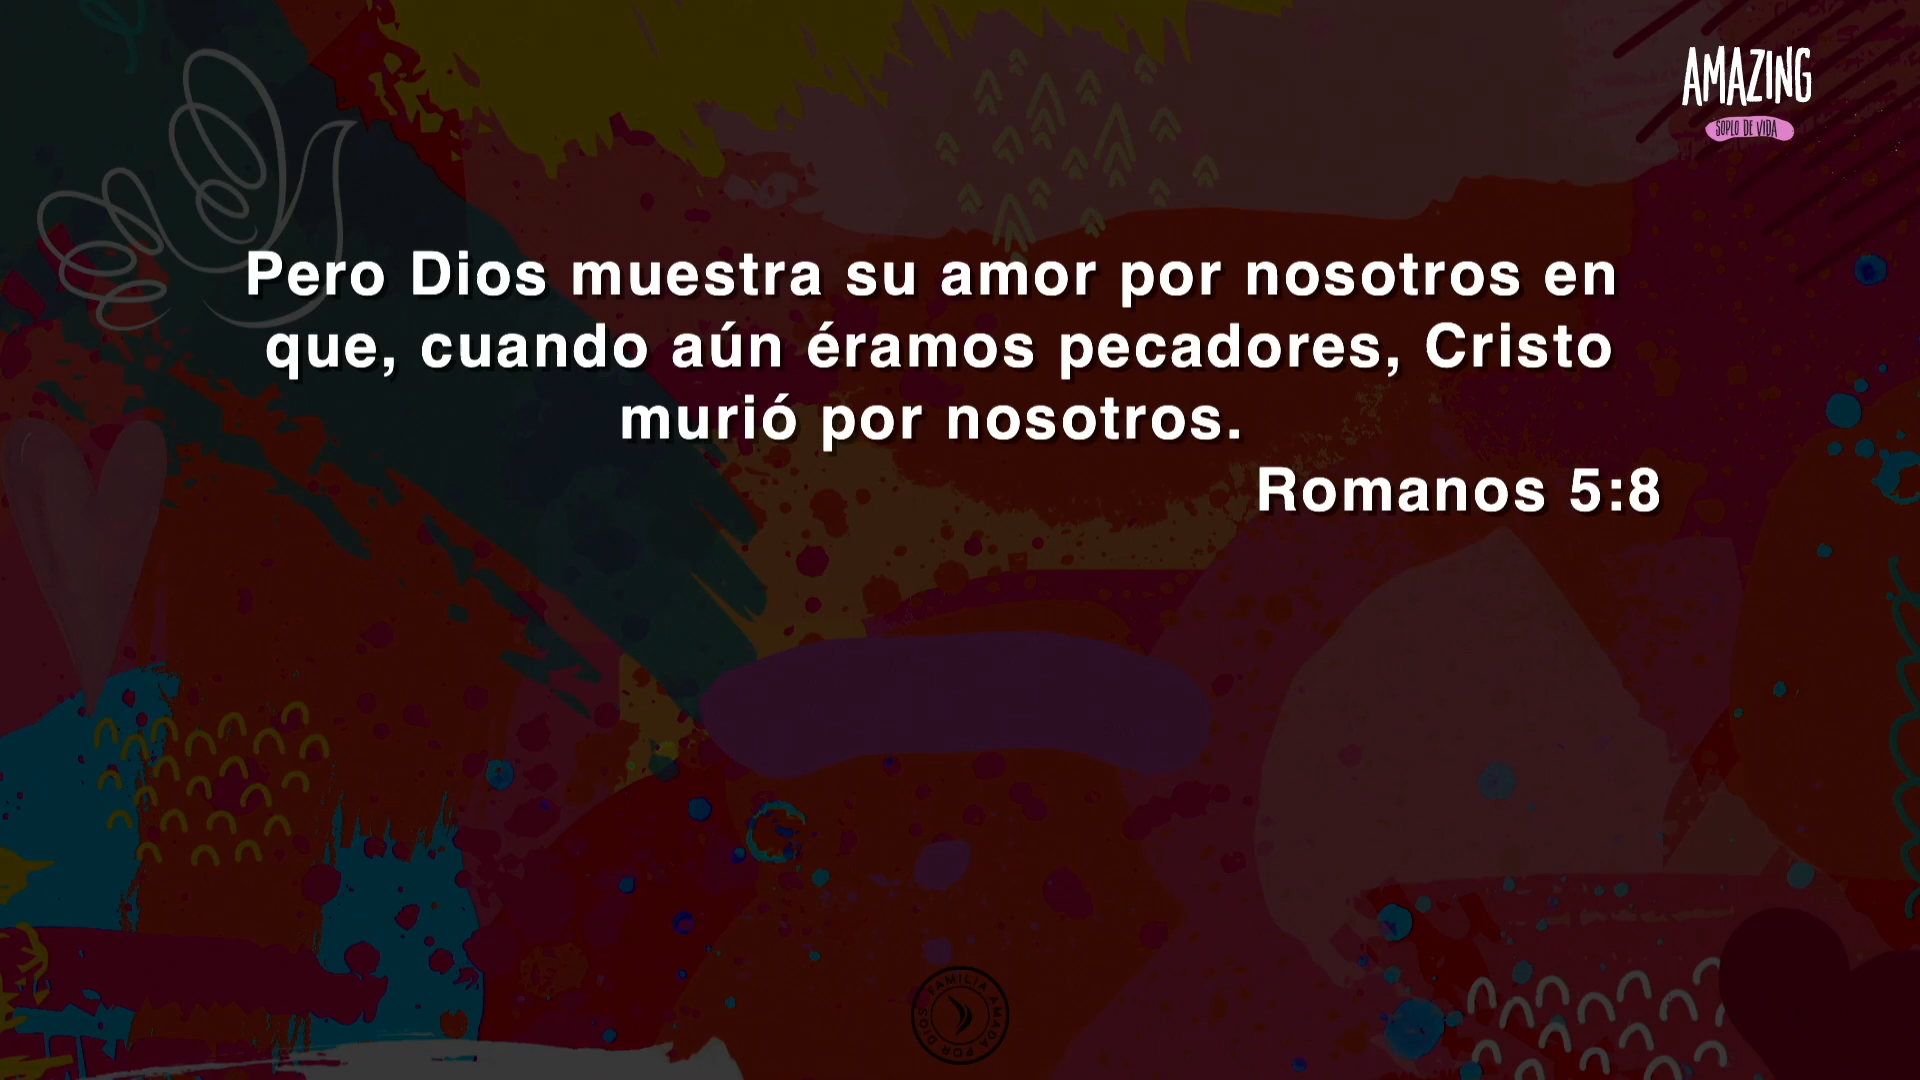 AMAZING
SOPLO DE VIDA
Pero Dios muestra su amor por nosotros en
que, cuando aún éramos pecadores, Cristo
murió por nosotros.
Romanos 5:8
FAMILIA AMADA POR DIOS